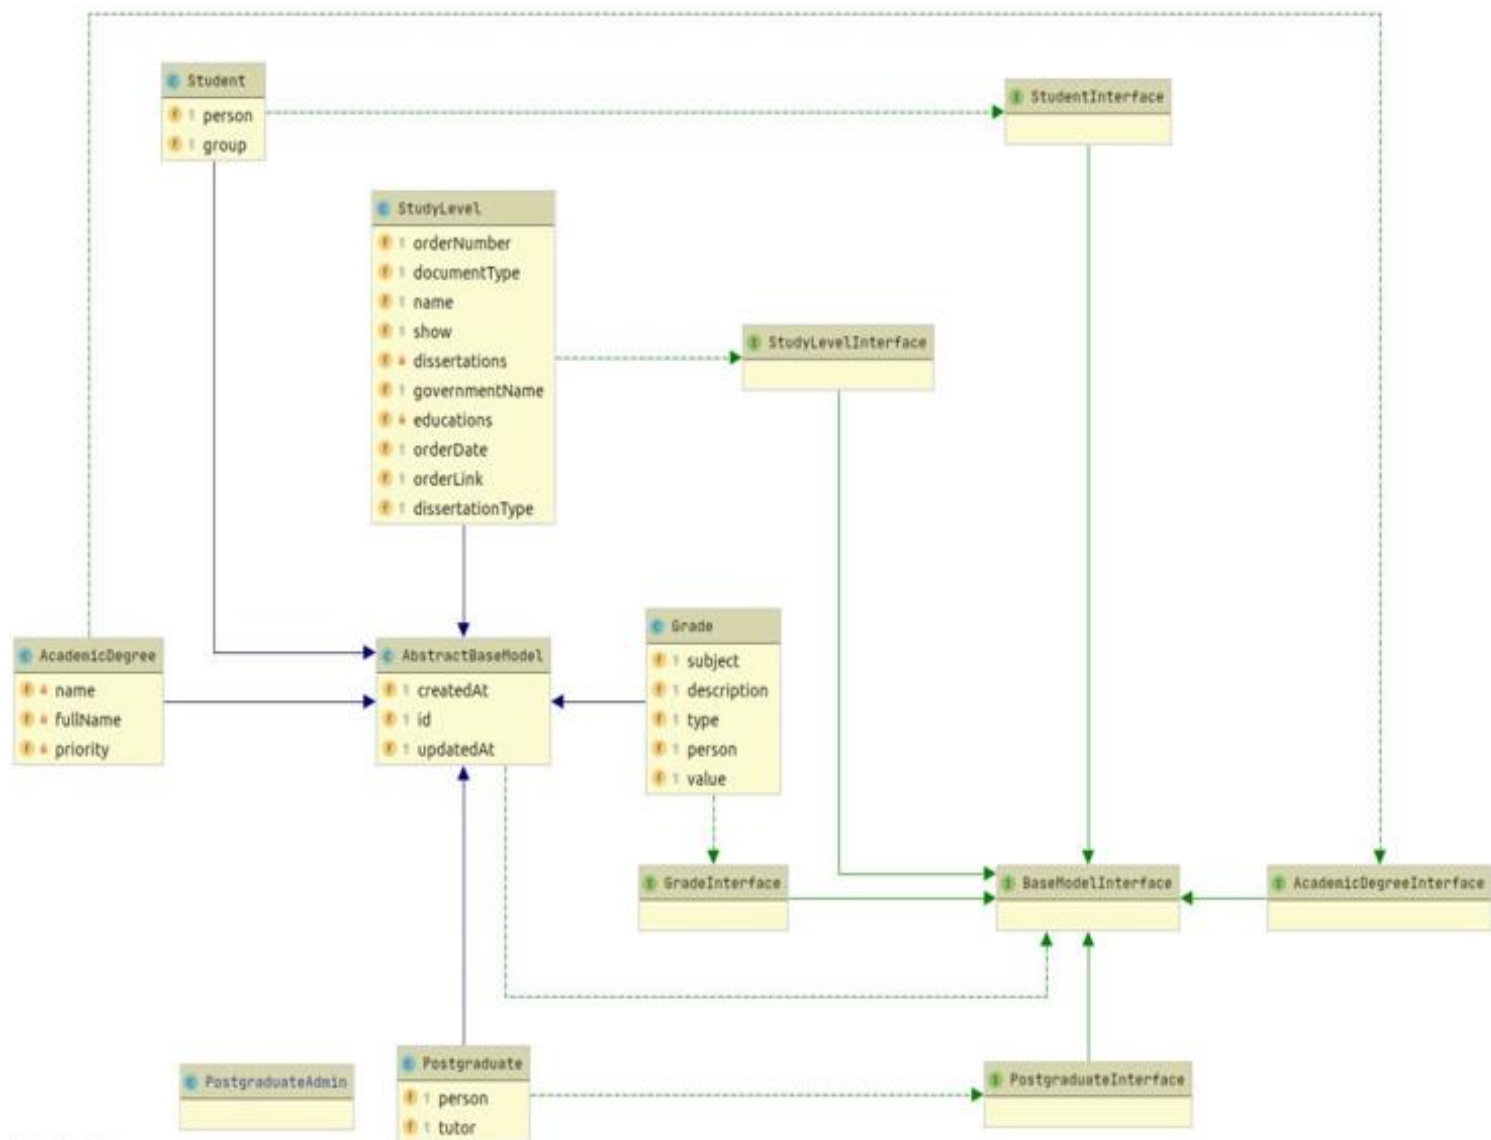 Student
person
group
StudentInterface
StudyLevel
orderNumber
documentType
name
show
dissertations
governmentName
educations
orderDate
orderLink
dissertationType
StudyLevelInterface
Grade
subject
description
type
person
value
AcademicDegree
name
fullName
priority
AbstractBaseModel
createdAt
id
updatedAt
GradeInterface
BaseModelInterface
AcademicDegreeInterface
PostgraduateAdmin
Postgraduate
person
tutor
PostgraduateInterface